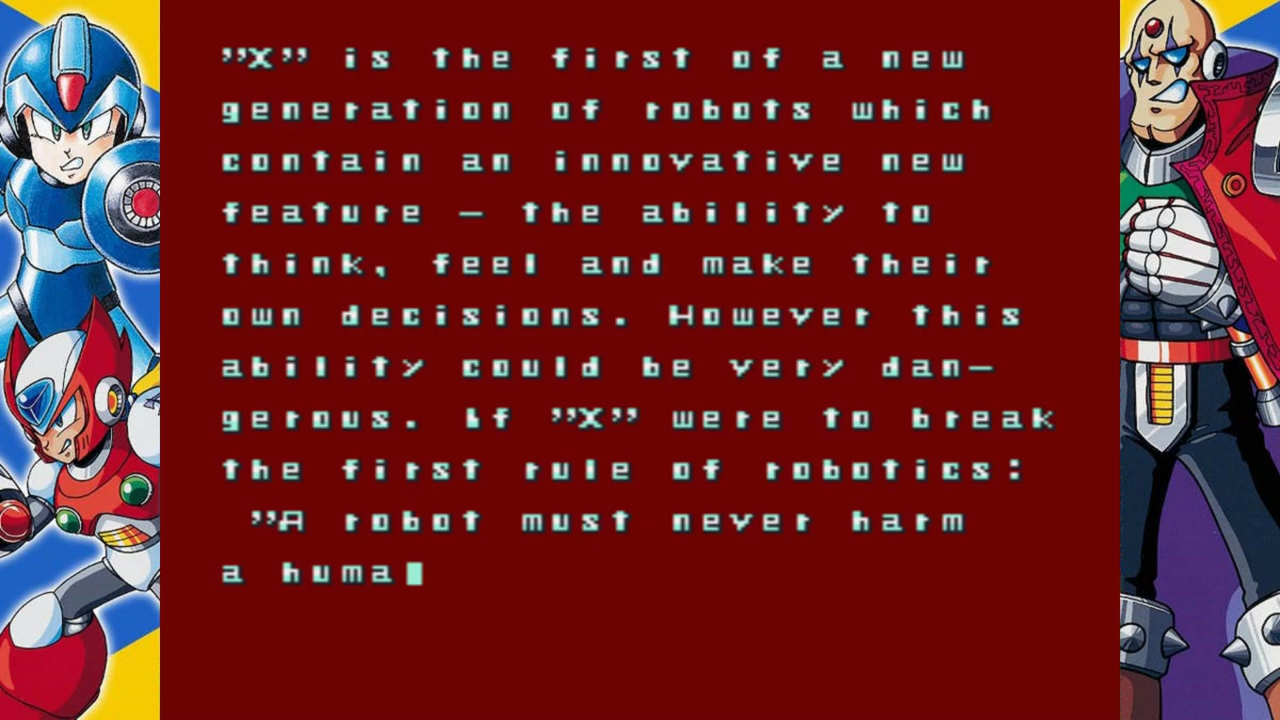 "X" is the first of a new
generation of robots which
contain an innovative new
feature – the ability to
think, feel and make their
own decisions. However this
ability could be very dan–
gerous. If "X" were to break
the first rule of robotics:
"A robot must never harm
a huma